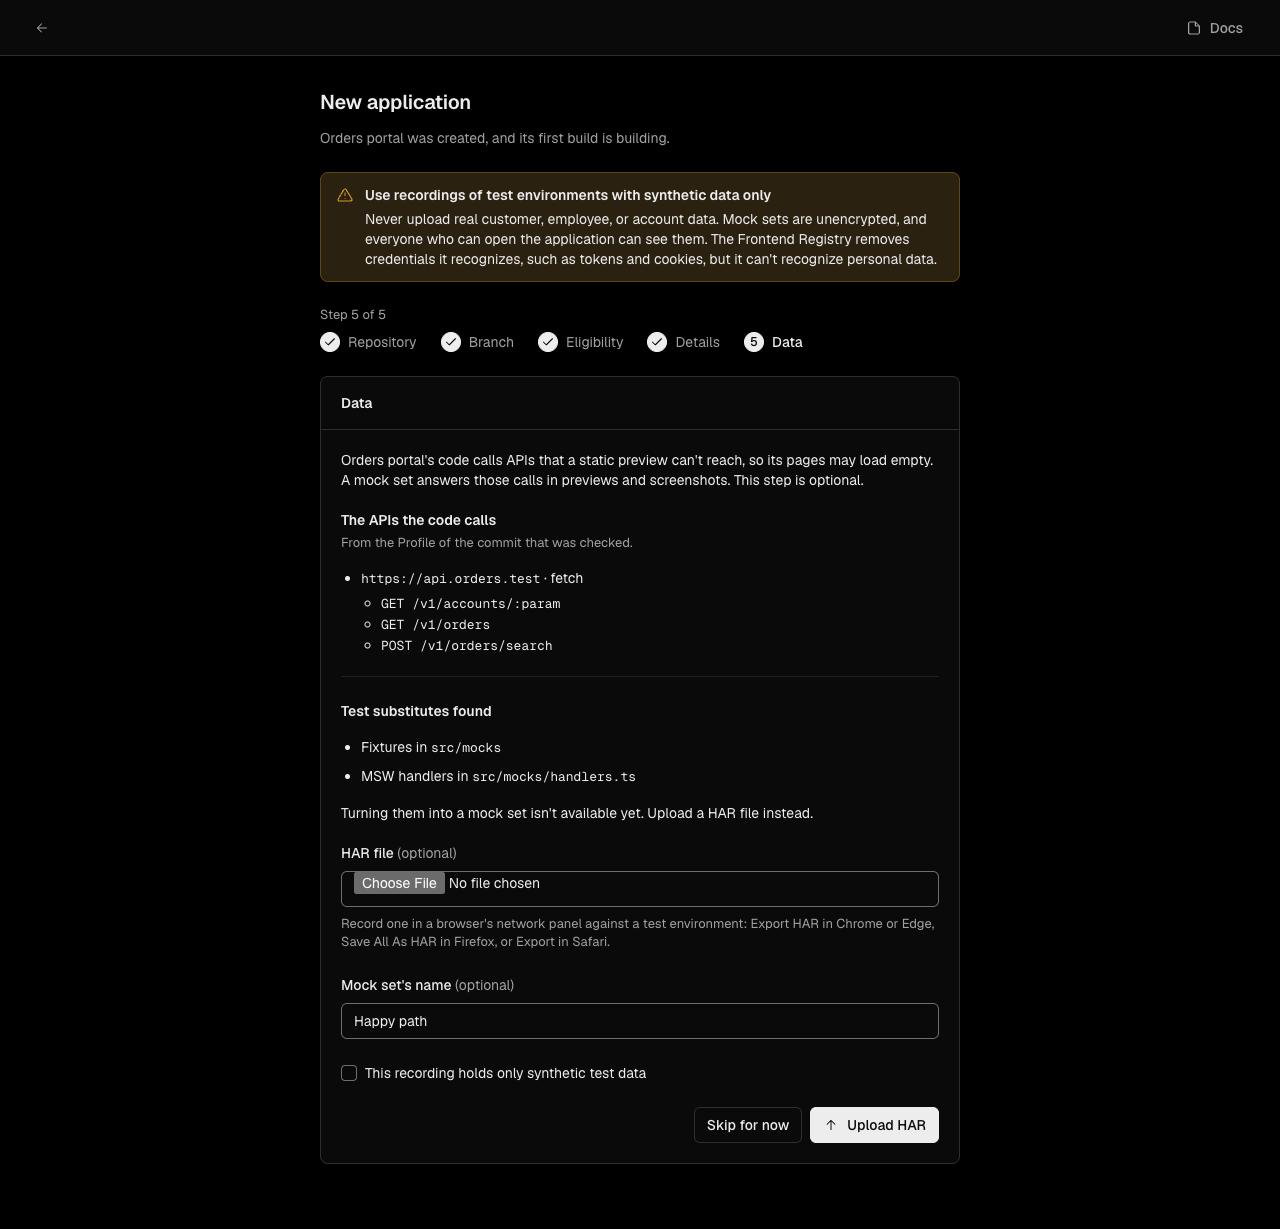 Docs
New application
Orders portal was created, and its first build is building.
Use recordings of test environments with synthetic data only
Never upload real customer, employee, or account data. Mock sets are unencrypted, and
everyone who can open the application can see them. The Frontend Registry removes
credentials it recognizes, such as tokens and cookies, but it can't recognize personal data.
Step 5 of 5
Repository Branch Eligibility Details 5 Data
Data
Orders portal's code calls APIs that a static preview can't reach, so its pages may load empty.
A mock set answers those calls in previews and screenshots. This step is optional.
The APIs the code calls
From the Profile of the commit that was checked.
https://api.orders.test · fetch
GET /v1/accounts/:param
GET /v1/orders
POST /v1/orders/search
Test substitutes found
Fixtures in src/mocks
MSW handlers in src/mocks/handlers.ts
Turning them into a mock set isn't available yet. Upload a HAR file instead.
HAR file (optional)
Choose File No file chosen
Record one in a browser's network panel against a test environment: Export HAR in Chrome or Edge,
Save All As HAR in Firefox, or Export in Safari.
Mock set's name (optional)
Happy path
This recording holds only synthetic test data
Skip for now Upload HAR